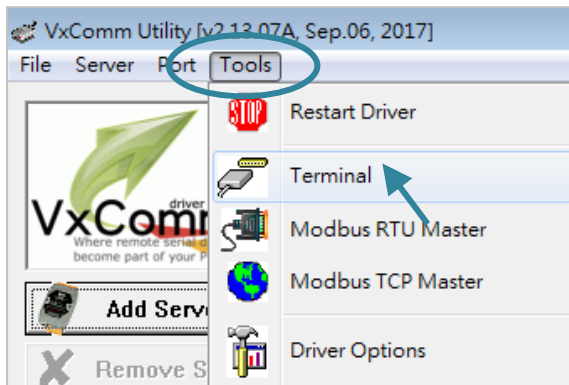 VxComm Utility [v2.13.07A, Sep.06, 2017]
File Server Port Tools
STOP Restart Driver
Terminal
driver
VxComm
Where remote serial d
become part of your P
Modbus RTU Master
Modbus TCP Master
Add Serve
Driver Options
Remove S